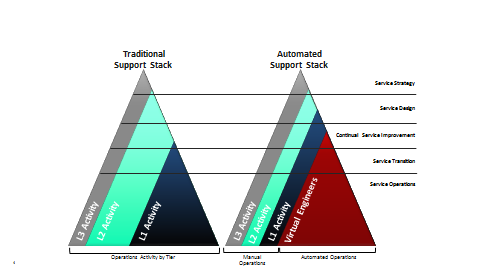 Traditional
Support Stack
Automated
Support Stack
Service Strategy
Service Design
Continual Service Improvement
Service Transition
Service Operations
L3 Activity
L2 Activity
L1 Activity
L3 Activity
L2 Activity
L1 Activity
Virtual Engineers
Operations Activity by Tier
Manual
Operations
Automated Operations